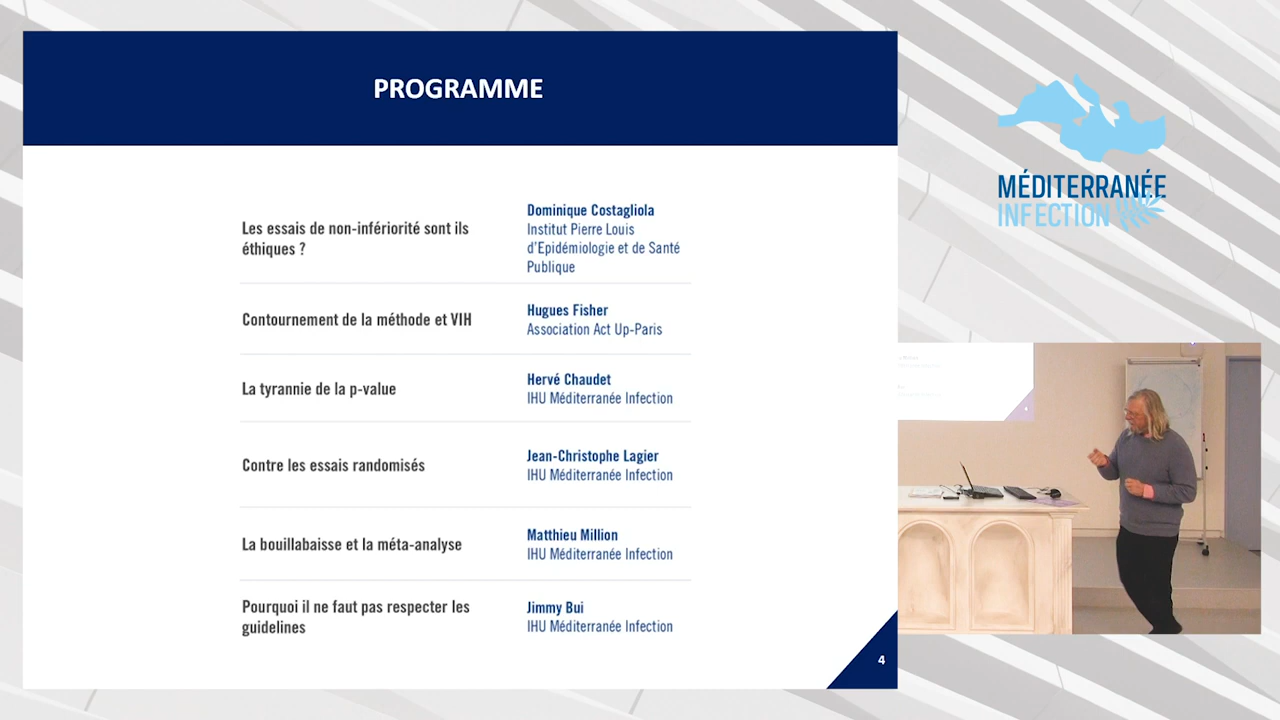 PROGRAMME
Les essais de non-infériorité sont ils
éthiques ?
Dominique Costagliola
Institut Pierre Louis
d'Epidémiologie et de Santé
Publique
Contournement de la méthode et VIH
Hugues Fisher
Association Act Up-Paris
La tyrannie de la p-value
Hervé Chaudet
IHU Méditerranée Infection
Contre les essais randomisés
Jean-Christophe Lagier
IHU Méditerranée Infection
La bouillabaisse et la méta-analyse
Matthieu Million
IHU Méditerranée Infection
Pourquoi il ne faut pas respecter les
guidelines
Jimmy Bui
IHU Méditerranée Infection
4
MÉDITERRANÉE
INFECTION